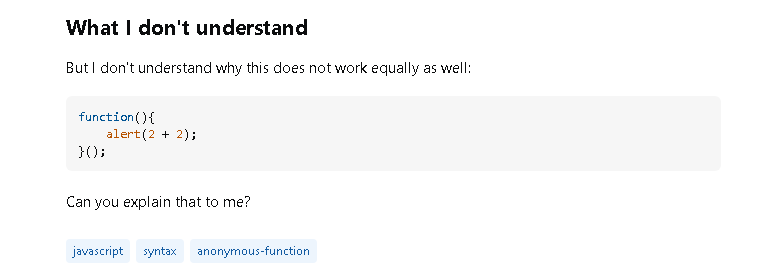 What I don't understand
But I don't understand why this does not work equally as well:
function(){
    alert(2 + 2);
}();
Can you explain that to me?
javascript syntax anonymous-function